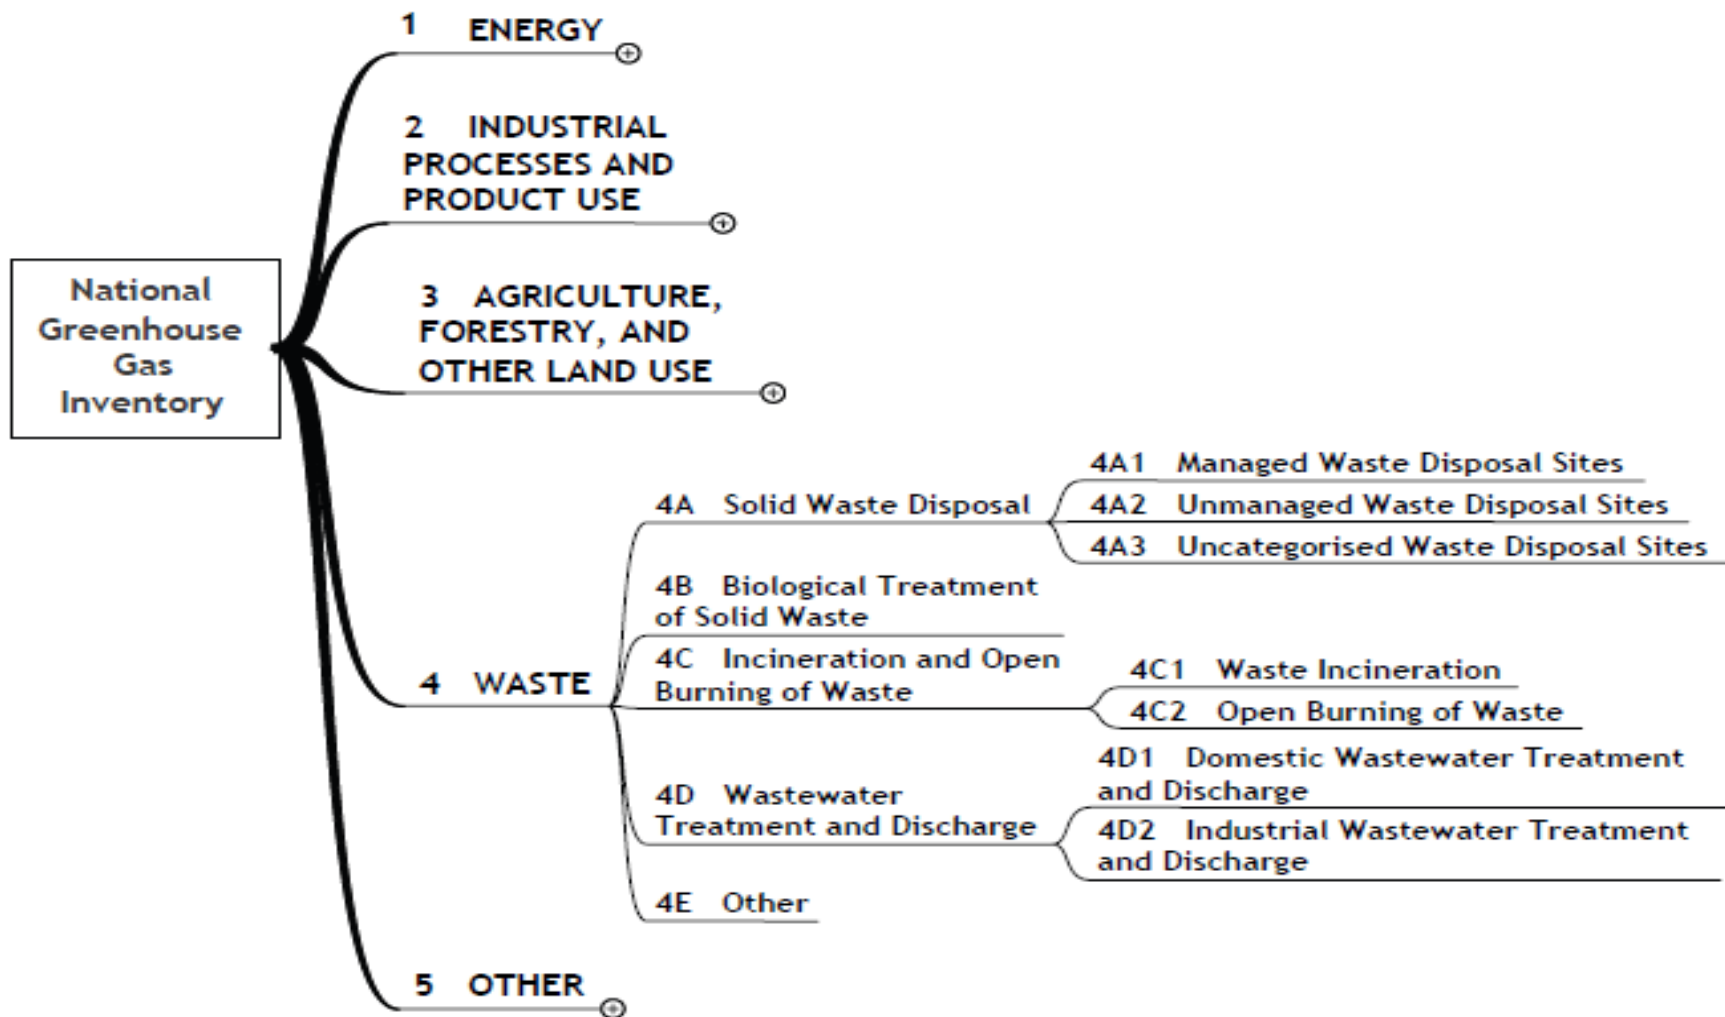 National
Greenhouse
Gas
Inventory
1 ENERGY
2 INDUSTRIAL
PROCESSES AND
PRODUCT USE
3 AGRICULTURE,
FORESTRY, AND
OTHER LAND USE
4 WASTE
4A Solid Waste Disposal
4A1 Managed Waste Disposal Sites
4A2 Unmanaged Waste Disposal Sites
4A3 Uncategorised Waste Disposal Sites
4B Biological Treatment
of Solid Waste
4C Incineration and Open
Burning of Waste
4C1 Waste Incineration
4C2 Open Burning of Waste
4D Wastewater
Treatment and Discharge
4D1 Domestic Wastewater Treatment
and Discharge
4D2 Industrial Wastewater Treatment
and Discharge
4E Other
5 OTHER